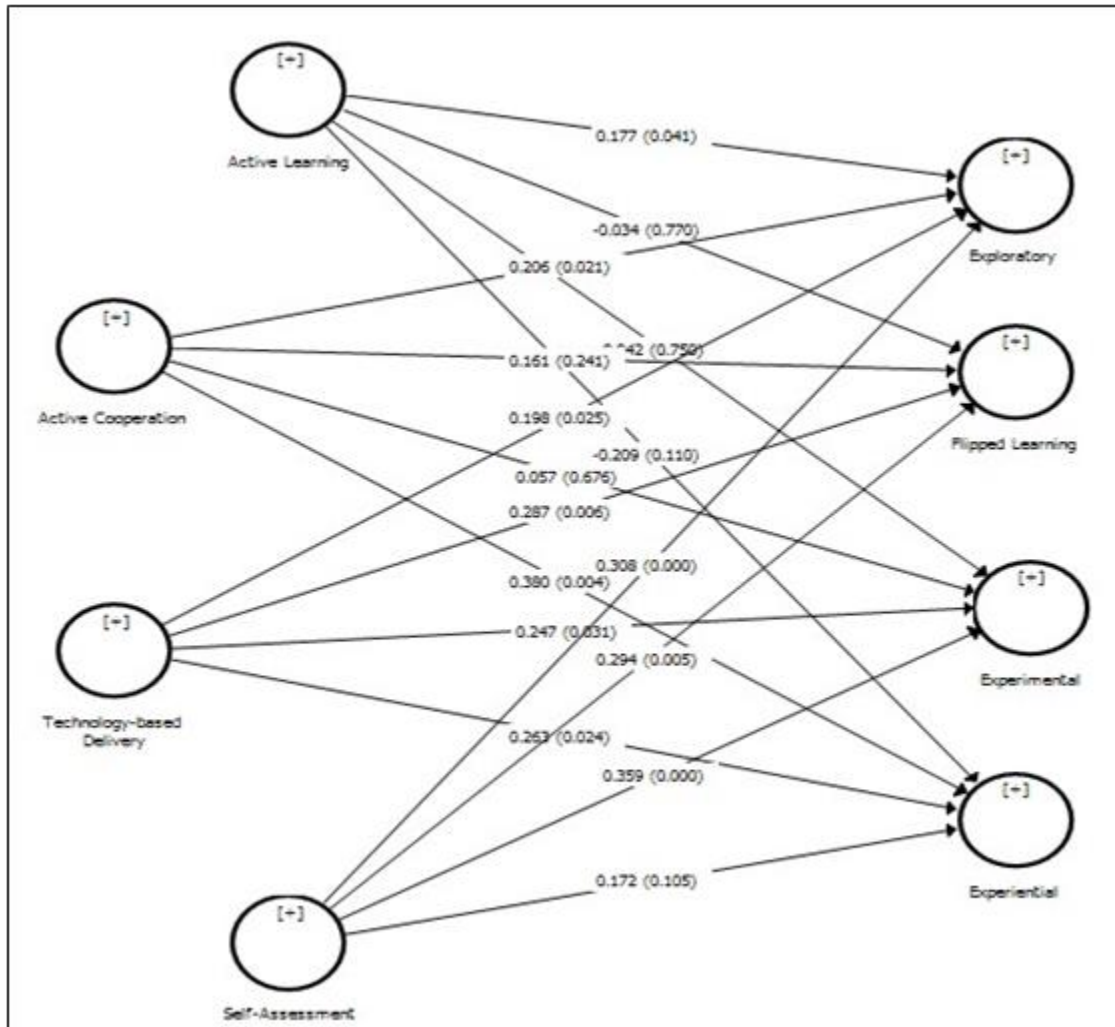 [+]
Active Learning
0.177 (0.041)
[+]
Exploratory
-0.034 (0.770)
0.206 (0.021)
[+]
Active Cooperation
[+]
Flipped Learning
(0.750)
0.161 (0.241)
0.198 (0.025)
-0.209 (0.110)
0.057 (0.676)
0.287 (0.006)
0.308 (0.000)
0.380 (0.004)
[+]
Experimental
[+]
Technology-based
Delivery
0.247 (0.031)
0.294 (0.005)
0.263 (0.024)
0.359 (0.000)
[+]
Experiential
0.172 (0.105)
[+]
Self-Assessment